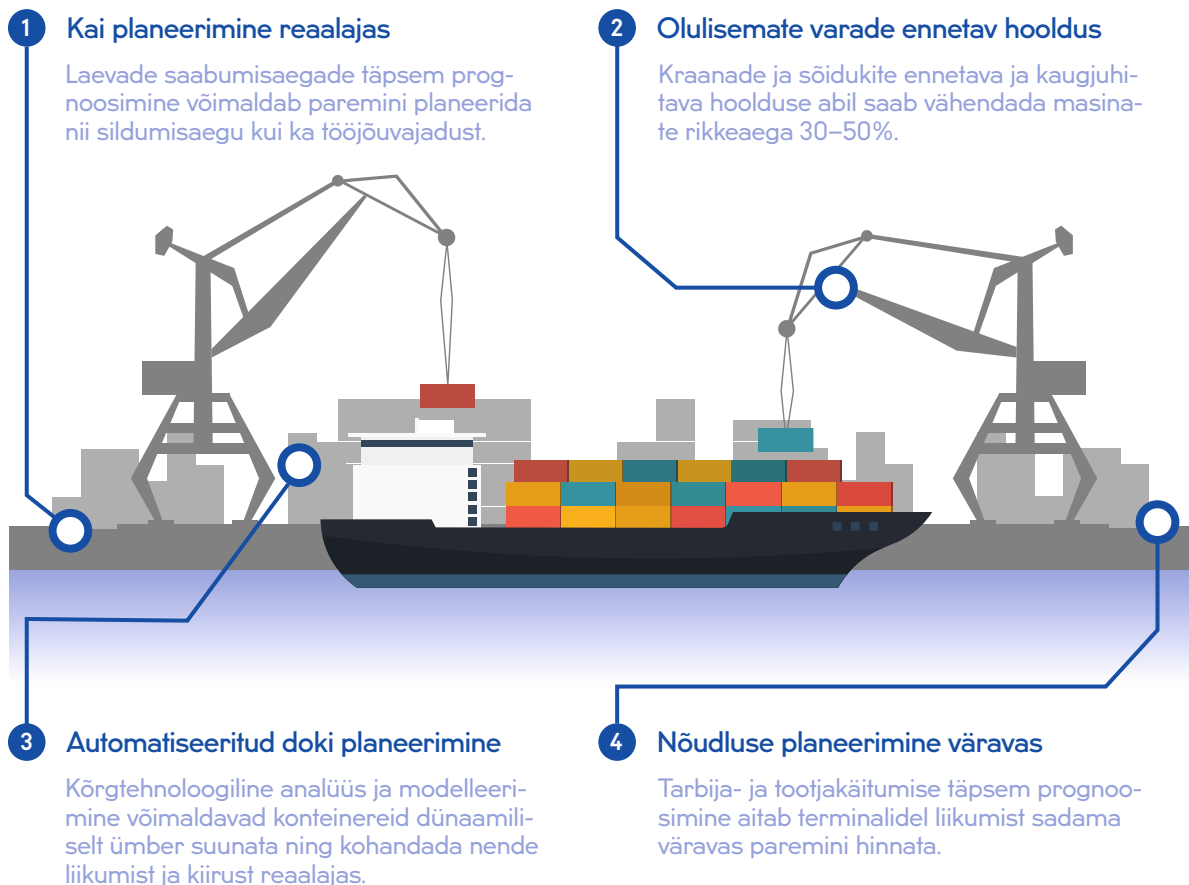 1 Kai planeerimine reaalajas
Laevade saabumisaegade täpsem prog-
noosimine võimaldab paremini planeerida
nii sildumisaegu kui ka tööjõuvajadust.
2 Olulisemate varade ennetav hooldus
Kraanade ja sõidukite ennetava ja kaugjuhi-
tava hoolduse abil saab vähendada masina-
te rikkeaega 30–50%.
3 Automatiseeritud doki planeerimine
Kõrgtehnoloogiline analüüs ja modelleeri-
mine võimaldavad konteinereid dünaamili-
selt ümber suunata ning kohandada nende
liikumist ja kiirust reaalajas.
4 Nõudluse planeerimine väravas
Tarbija- ja tootjakäitumise täpsem prognoo-
simine aitab terminalidel liikumist sadama
väravas paremini hinnata.